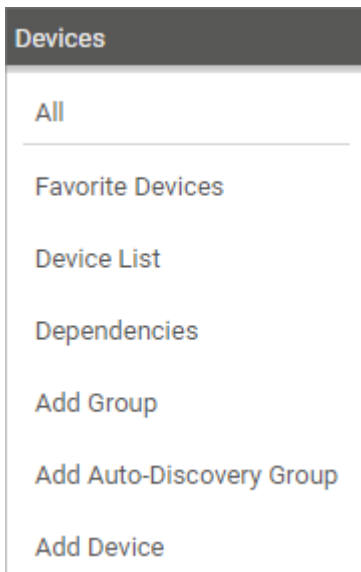 Devices
All
Favorite Devices
Device List
Dependencies
Add Group
Add Auto-Discovery Group
Add Device